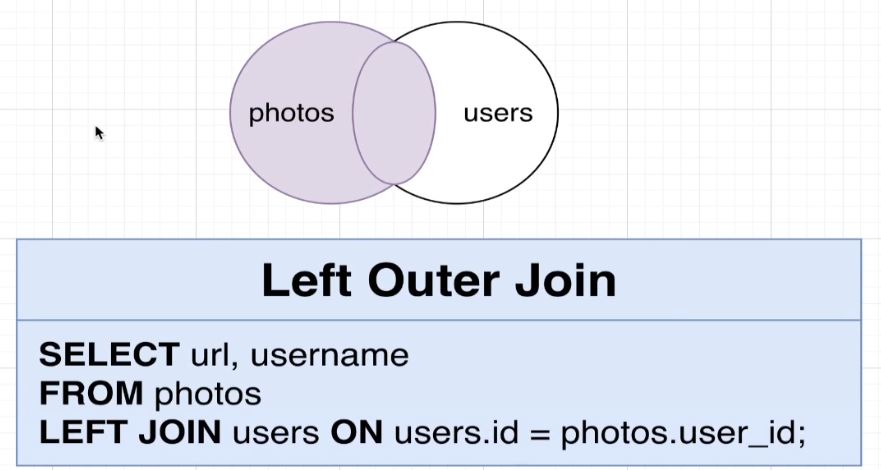 photos users
Left Outer Join
SELECT url, username
FROM photos
LEFT JOIN users ON users.id = photos.user_id;